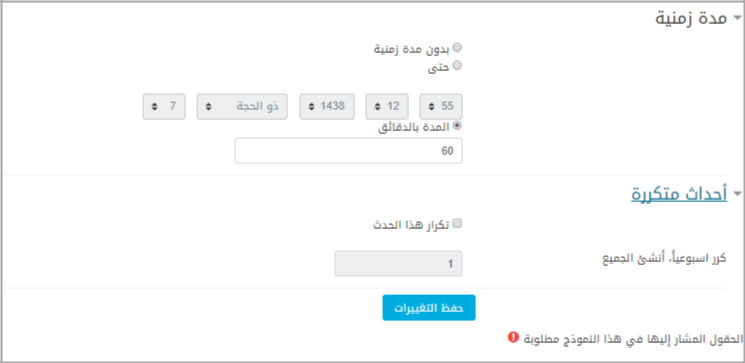 مدة زمنية
بدون مدة زمنية
حتى
7 ذو الحجة 1438 12 55
المدة بالدقائق
60
أحداث متكررة
تكرار هذا الحدث
كرر اسبوعياً، أنشئ الجميع
1
حفظ التغييرات
الحقول المشار إليها في هذا النموذج مطلوبة